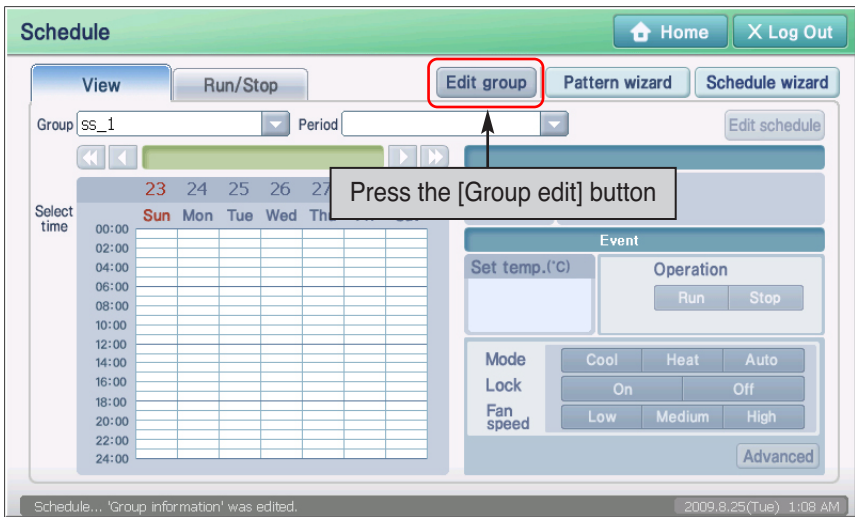 Schedule
Home
X Log Out
View
Run/Stop
Edit group
Pattern wizard
Schedule wizard
Group
ss_1
Period
Edit schedule
Press the [Group edit] button
23 24 25 26 27
Sun Mon Tue Wed
Select
time
00:00
02:00
04:00
06:00
08:00
10:00
12:00
14:00
16:00
18:00
20:00
22:00
24:00
Event
Set temp.(°C)
Operation
Run
Stop
Mode
Cool
Heat
Auto
Lock
On
Off
Fan
speed
Low
Medium
High
Advanced
Schedule... 'Group information' was edited.
2009.8.25(Tue) 1:08 AM